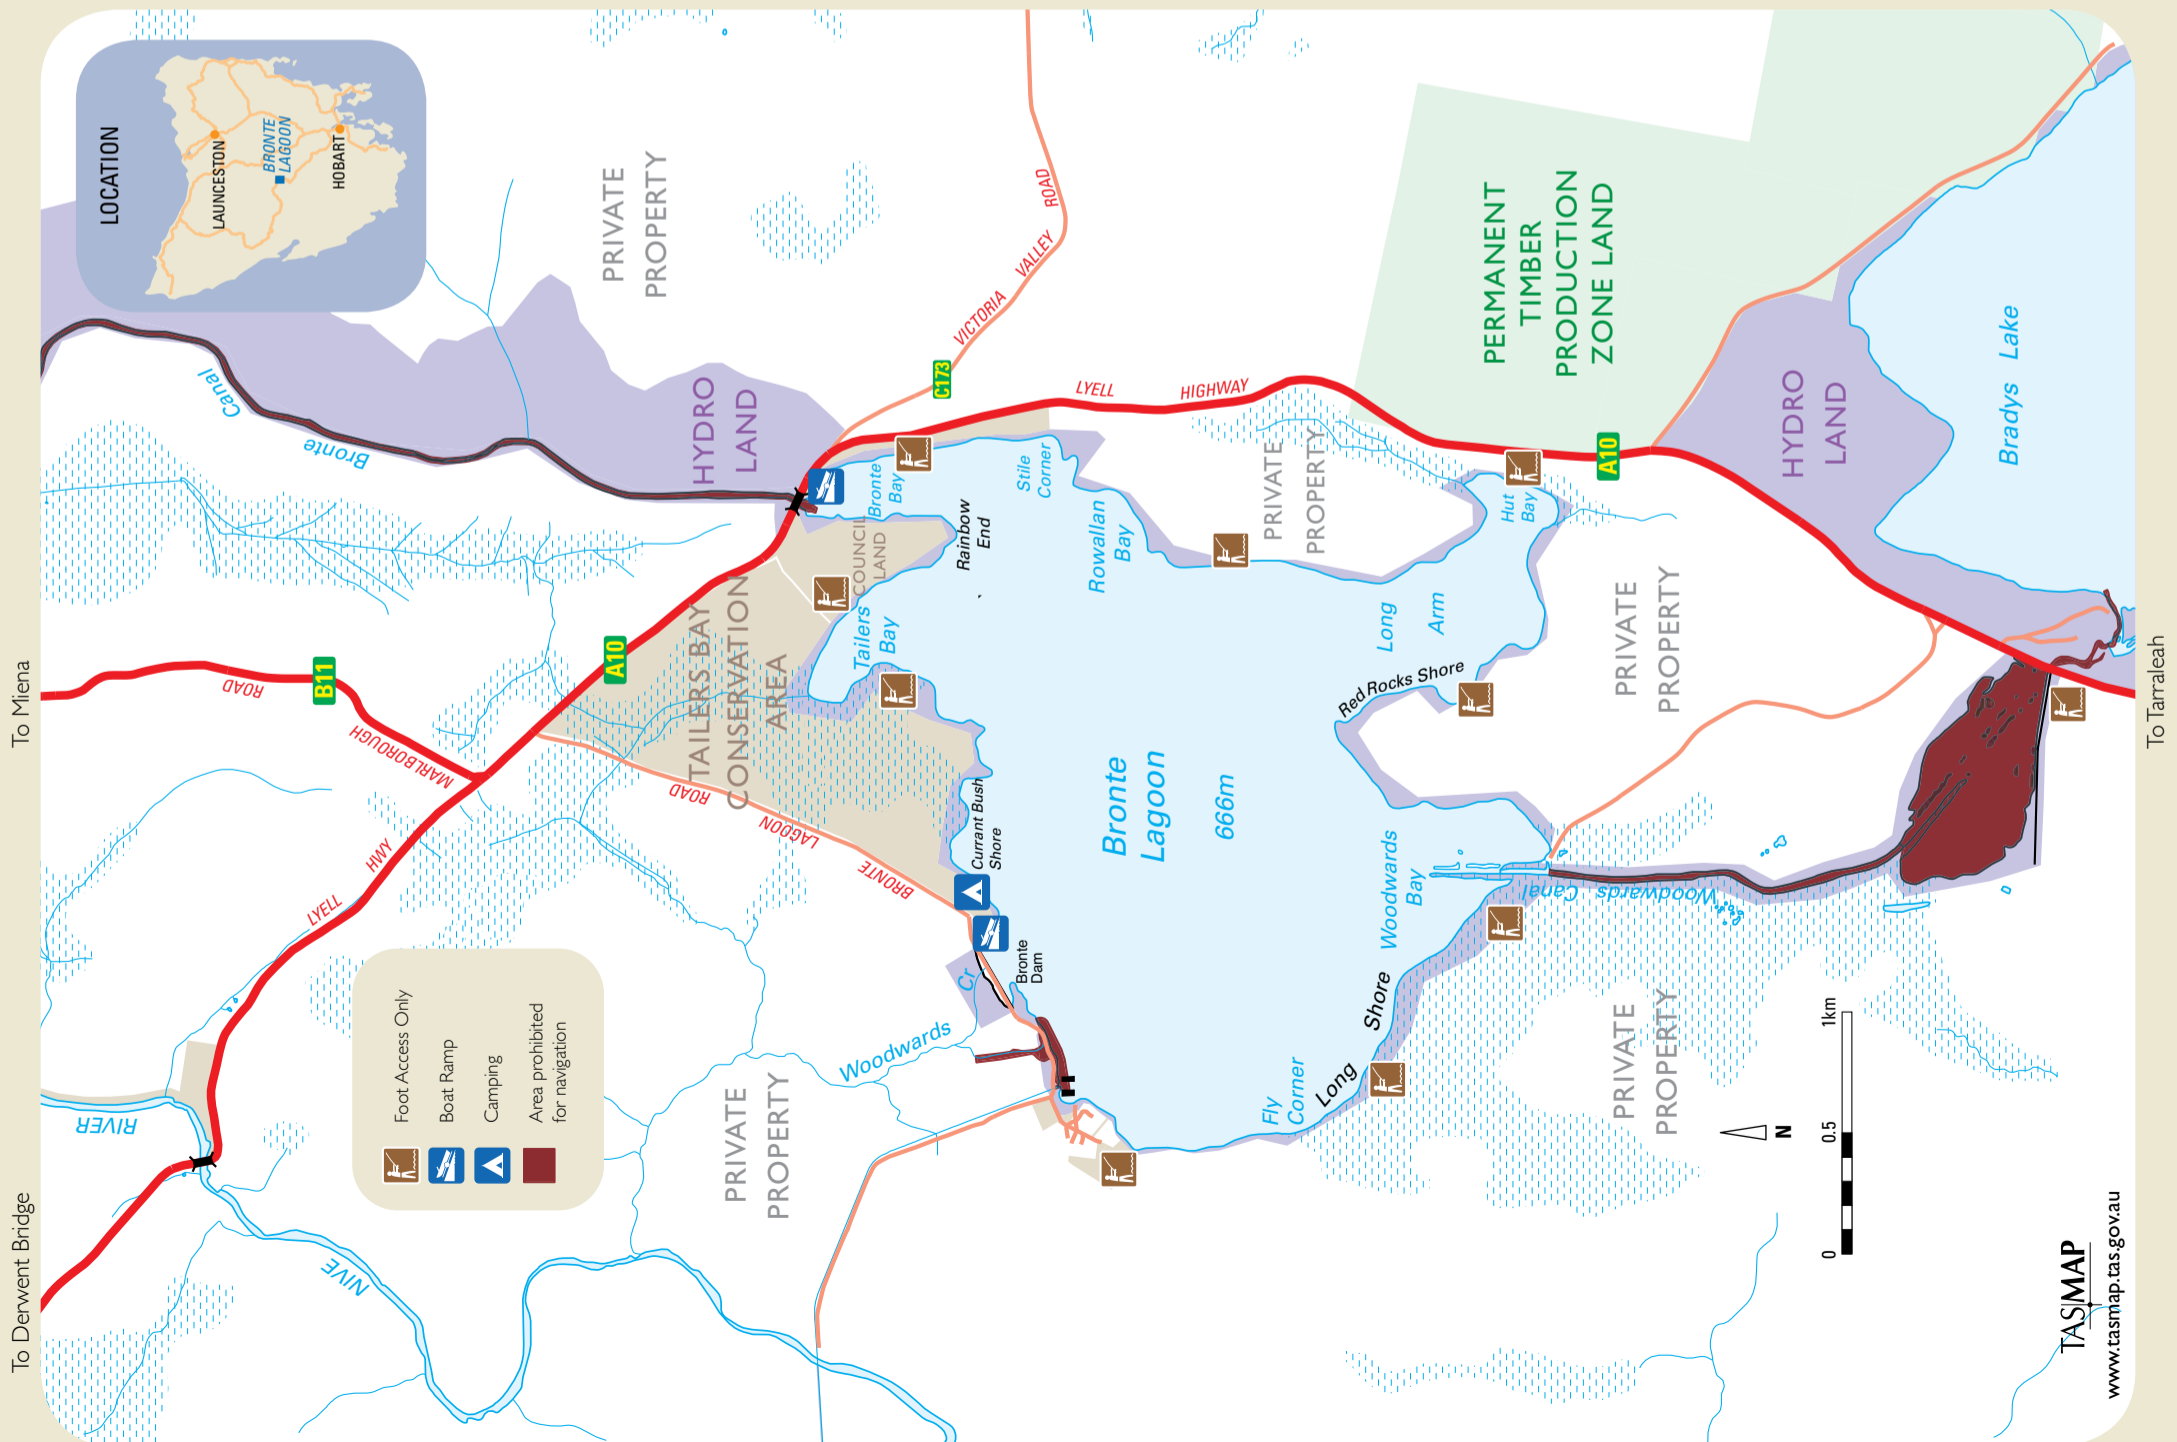 To Derwent Bridge
To Miena
LOCATION
LAUNCESTON
BRONTE
LAGOON
HOBART
RIVER
NIVE
LYELL
HWY
MARLBOROUGH
ROAD
B11
Bronte
Canal
HYDRO
LAND
PRIVATE
PROPERTY
A10
TAILERS BAY
CONSERVATION
AREA
COUNCIL
LAND
BRONTE
LAGOON
ROAD
C173
VICTORIA
VALLEY
ROAD
LYELL
HIGHWAY
Foot Access Only
Boat Ramp
Camping
Area prohibited
for navigation
PRIVATE
PROPERTY
Woodwards
Cr
Bronte
Dam
Currant Bush
Shore
Tailers
Bay
Rainbow
End
Bronte
Bay
Stile
Corner
Rowallan
Bay
PRIVATE
PROPERTY
Bronte
Lagoon
666m
Long
Arm
Hut
Bay
Red Rocks Shore
Woodwards
Bay
Fly
Corner
Long
Shore
Woodwards
Canal
PERMANENT
TIMBER
PRODUCTION
ZONE LAND
A10
PRIVATE
PROPERTY
PRIVATE
PROPERTY
HYDRO
LAND
Bradys Lake
N
0
0.5
1km
TASMAP
www.tasmap.tas.gov.au
To Tarraleah